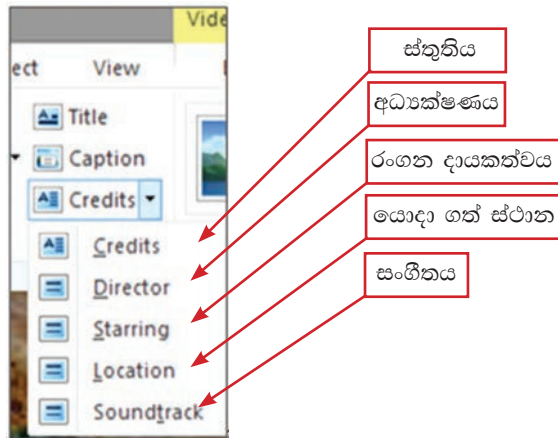 Vide
ect View
Title
Caption
Credits
Credits
Director
Starring
Location
Soundtrack
ස්තුතිය
අධ්‍යක්ෂණය
රංගන දායකත්වය
යොදා ගත් ස්ථාන
සංගීතය